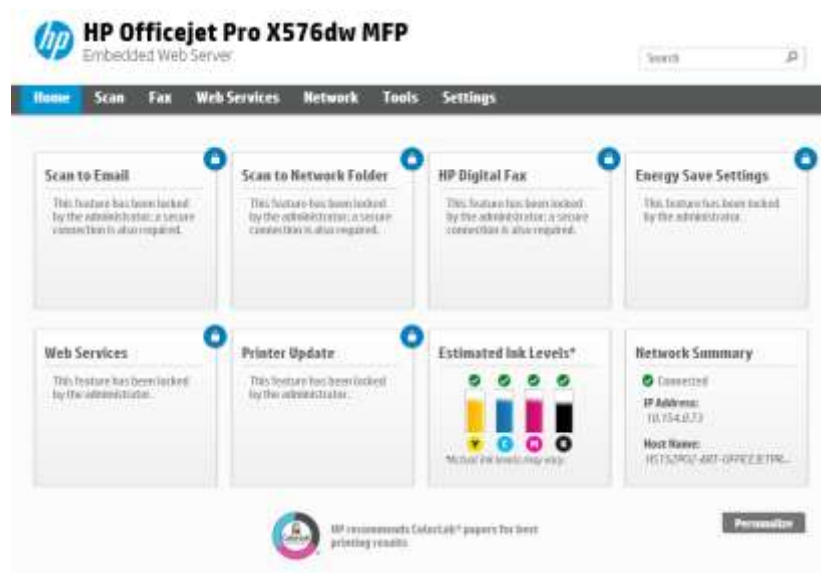 hp
HP Officejet Pro X576dw MFP
Embedded Web Server
Search
Home Scan Fax Web Services Network Tools Settings
Scan to Email
This feature has been locked
by the administrator; a secure
connection is also required.
Scan to Network Folder
This feature has been locked
by the administrator; a secure
connection is also required.
HP Digital Fax
This feature has been locked
by the administrator; a secure
connection is also required.
Energy Save Settings
This feature has been locked
by the administrator.
Web Services
This feature has been locked
by the administrator.
Printer Update
This feature has been locked
by the administrator.
Estimated Ink Levels*
Y C M K
*Actual ink levels may vary.
Network Summary
Connected
IP Address:
10.154.0.73
Host Name:
HP recommends ColorLok® papers for best
printing results
Personalize